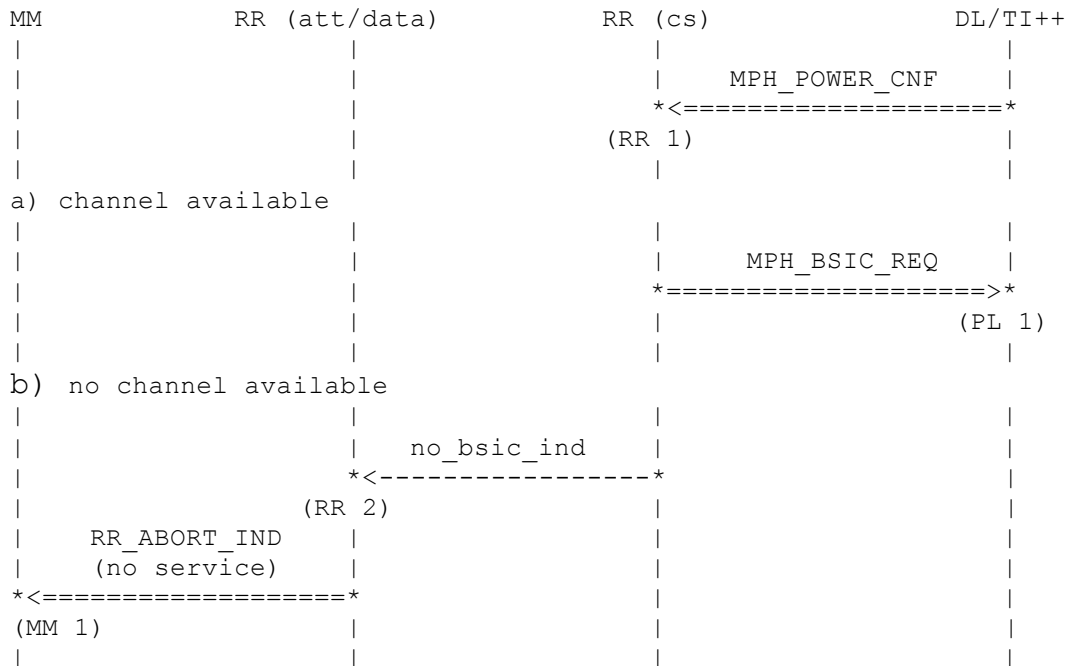 MM RR (att/data) RR (cs) DL/TI++
| | | |
| | | MPH_POWER_CNF |
| | *<====================*
| | (RR 1) |
| | | |
a) channel available
| | | |
| | | MPH_BSIC_REQ |
| | *====================>*
| | | (PL 1)
| | | |
b) no channel available
| | | |
| | no_bsic_ind | |
| *<-----------------* |
| (RR 2) | |
| RR_ABORT_IND | | |
| (no service) | | |
*<===================* | |
(MM 1) | | |
| | | |